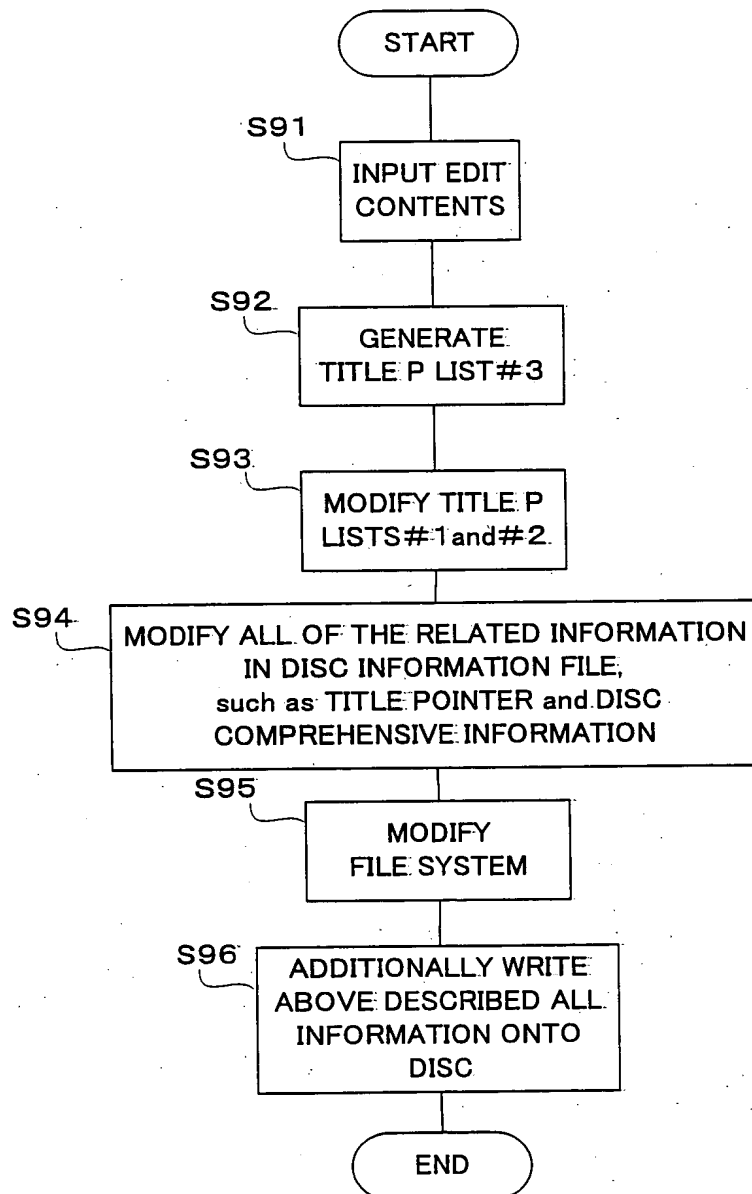 START
S91
INPUT EDIT
CONTENTS
S92
GENERATE
TITLE P LIST#3
S93
MODIFY TITLE P
LISTS#1and#2
S94
MODIFY ALL OF THE RELATED INFORMATION
IN DISC INFORMATION FILE,
such as TITLE POINTER and DISC
COMPREHENSIVE INFORMATION
S95
MODIFY
FILE SYSTEM
S96
ADDITIONALLY WRITE
ABOVE DESCRIBED ALL
INFORMATION ONTO
DISC
END